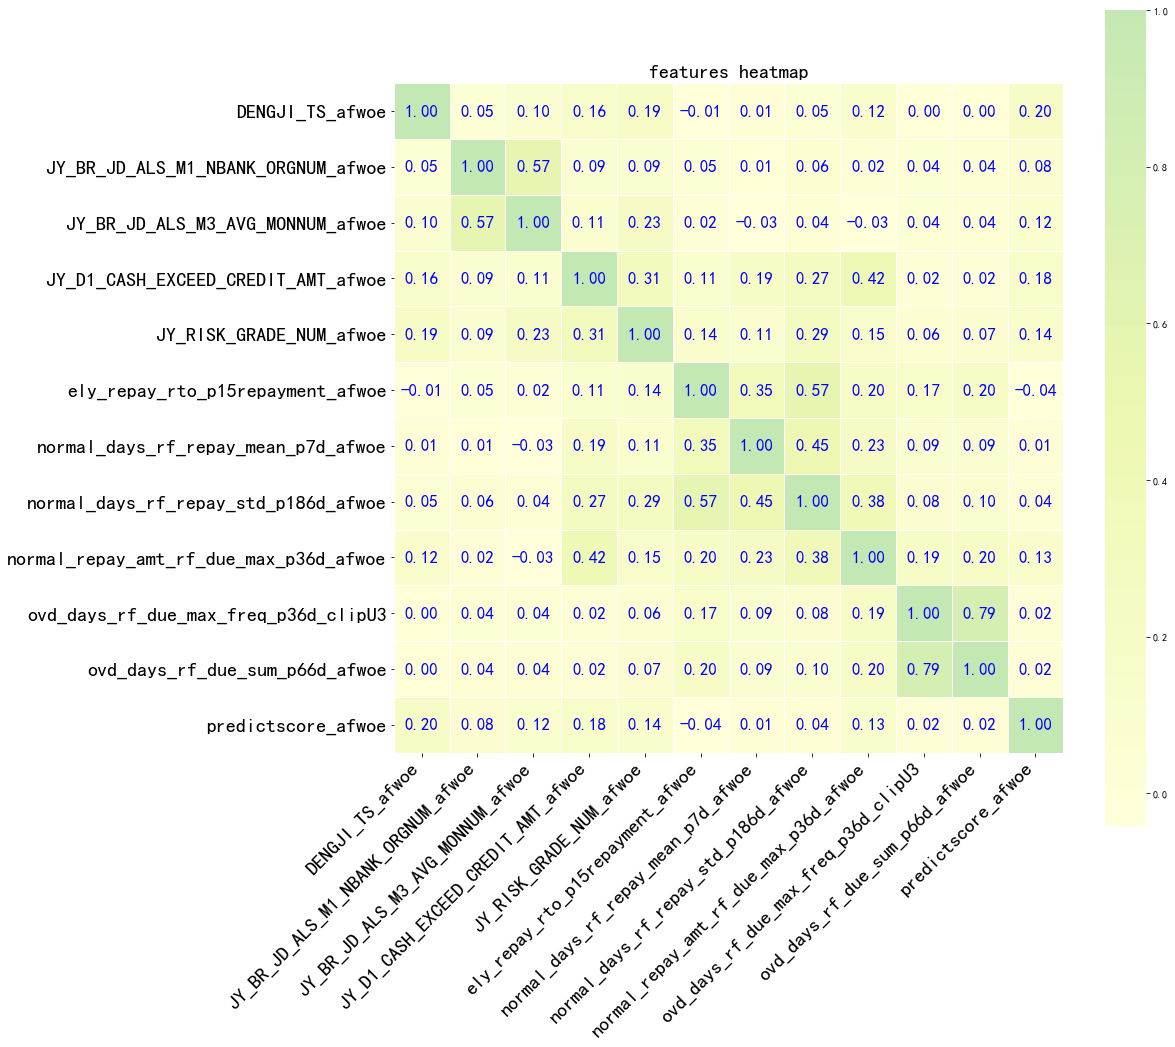 features heatmap
DENGJI_TS_afwoe 1.00 0.05 0.10 0.16 0.19 −0.01 0.01 0.05 0.12 0.00 0.00 0.20
JY_BR_JD_ALS_M1_NBANK_ORGNUM_afwoe 0.05 1.00 0.57 0.09 0.09 0.05 0.01 0.06 0.02 0.04 0.04 0.08
JY_BR_JD_ALS_M3_AVG_MONNUM_afwoe 0.10 0.57 1.00 0.11 0.23 0.02 −0.03 0.04 −0.03 0.04 0.04 0.12
JY_D1_CASH_EXCEED_CREDIT_AMT_afwoe 0.16 0.09 0.11 1.00 0.31 0.11 0.19 0.27 0.42 0.02 0.02 0.18
JY_RISK_GRADE_NUM_afwoe 0.19 0.09 0.23 0.31 1.00 0.14 0.11 0.29 0.15 0.06 0.07 0.14
ely_repay_rto_p15repayment_afwoe −0.01 0.05 0.02 0.11 0.14 1.00 0.35 0.57 0.20 0.17 0.20 −0.04
normal_days_rf_repay_mean_p7d_afwoe 0.01 0.01 −0.03 0.19 0.11 0.35 1.00 0.45 0.23 0.09 0.09 0.01
normal_days_rf_repay_std_p186d_afwoe 0.05 0.06 0.04 0.27 0.29 0.57 0.45 1.00 0.38 0.08 0.10 0.04
normal_repay_amt_rf_due_max_p36d_afwoe 0.12 0.02 −0.03 0.42 0.15 0.20 0.23 0.38 1.00 0.19 0.20 0.13
ovd_days_rf_due_max_freq_p36d_clipU3 0.00 0.04 0.04 0.02 0.06 0.17 0.09 0.08 0.19 1.00 0.79 0.02
ovd_days_rf_due_sum_p66d_afwoe 0.00 0.04 0.04 0.02 0.07 0.20 0.09 0.10 0.20 0.79 1.00 0.02
predictscore_afwoe 0.20 0.08 0.12 0.18 0.14 −0.04 0.01 0.04 0.13 0.02 0.02 1.00
DENGJI_TS_afwoe
JY_BR_JD_ALS_M1_NBANK_ORGNUM_afwoe
JY_BR_JD_ALS_M3_AVG_MONNUM_afwoe
JY_D1_CASH_EXCEED_CREDIT_AMT_afwoe
JY_RISK_GRADE_NUM_afwoe
ely_repay_rto_p15repayment_afwoe
normal_days_rf_repay_mean_p7d_afwoe
normal_days_rf_repay_std_p186d_afwoe
normal_repay_amt_rf_due_max_p36d_afwoe
ovd_days_rf_due_max_freq_p36d_clipU3
ovd_days_rf_due_sum_p66d_afwoe
predictscore_afwoe
1.0
0.8
0.6
0.4
0.2
0.0